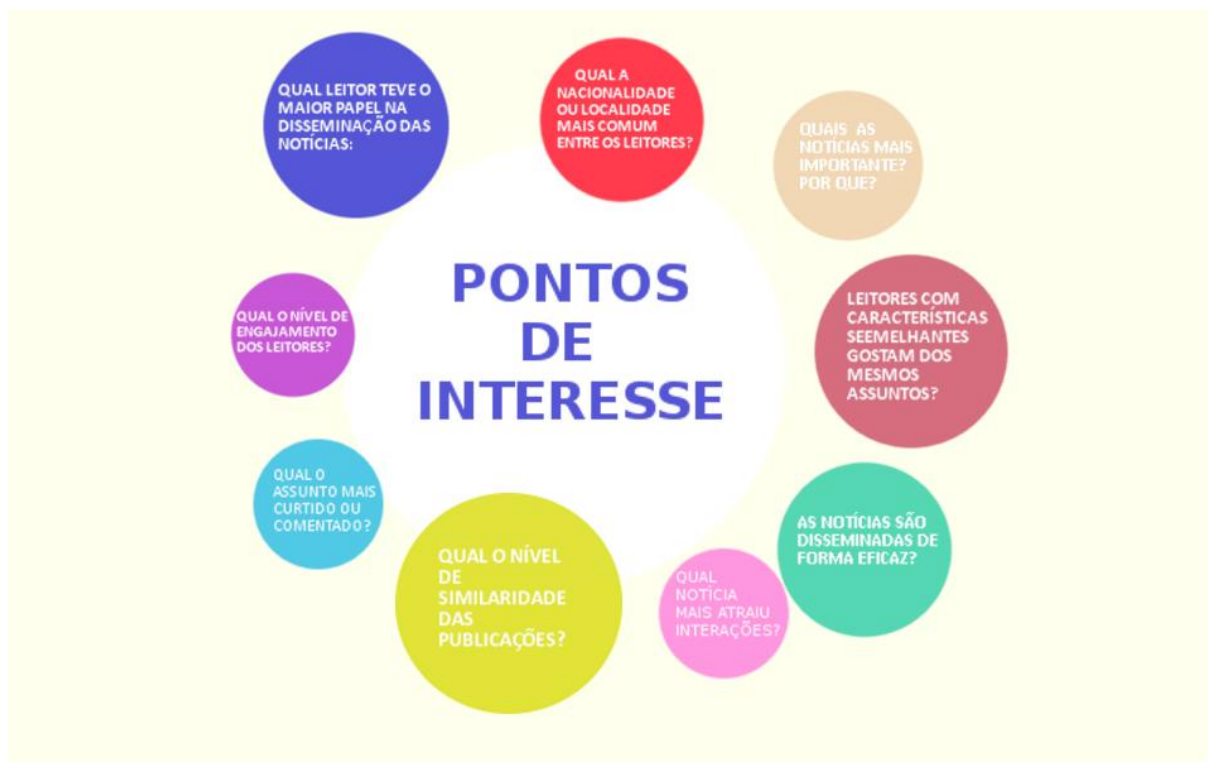 QUAL LEITOR TEVE O
MAIOR PAPEL NA
DISSEMINAÇÃO DAS
NOTÍCIAS:
QUAL A
NACIONALIDADE
OU LOCALIDADE
MAIS COMUM
ENTRE OS LEITORES?
QUAIS AS
NOTÍCIAS MAIS
IMPORTANTE?
POR QUE?
PONTOS
DE
INTERESSE
QUAL O NÍVEL DE
ENGAJAMENTO
DOS LEITORES?
LEITORES COM
CARACTERÍSTICAS
SEEMELHANTES
GOSTAM DOS
MESMOS
ASSUNTOS?
QUAL O
ASSUNTO MAIS
CURTIDO OU
COMENTADO?
QUAL O NÍVEL
DE
SIMILARIDADE
DAS
PUBLICAÇÕES?
QUAL
NOTÍCIA
MAIS ATRAIU
INTERAÇÕES?
AS NOTÍCIAS SÃO
DISSEMINADAS DE
FORMA EFICAZ?